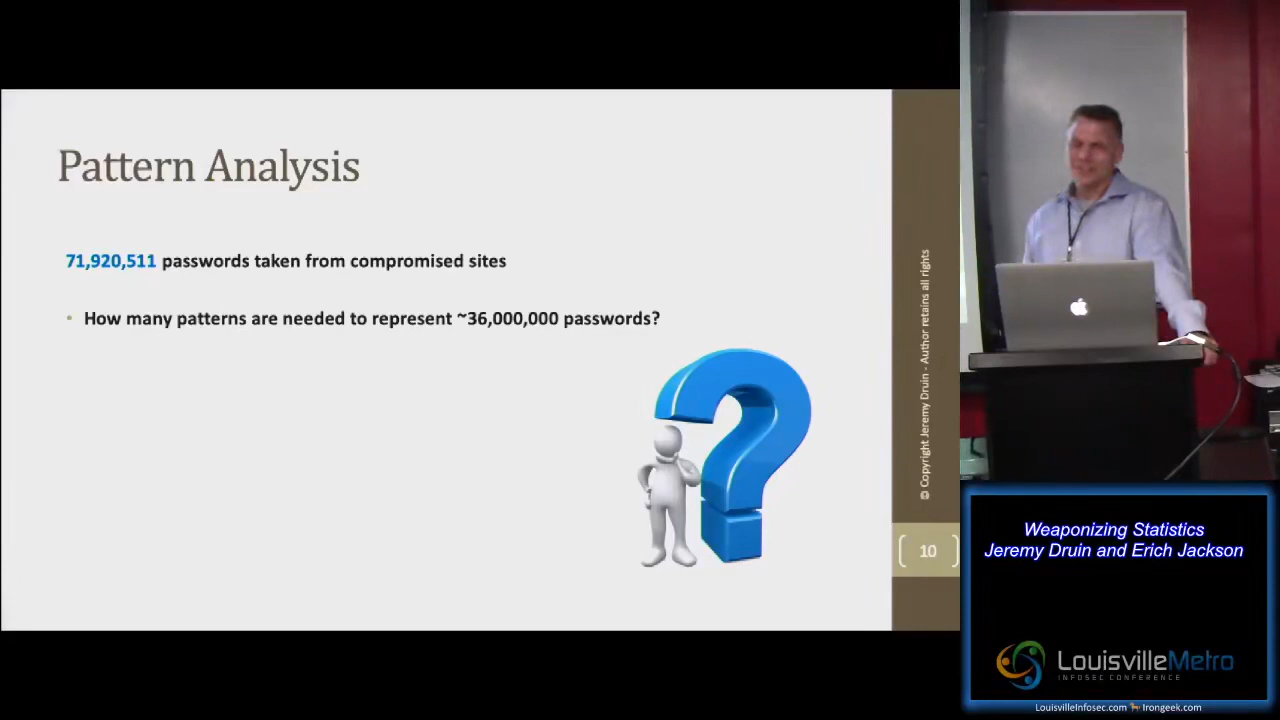 Pattern Analysis
71,920,511 passwords taken from compromised sites
• How many patterns are needed to represent ~36,000,000 passwords?
© Copyright Jeremy Druin - Author retains all rights
10
Weaponizing Statistics
Jeremy Druin and Erich Jackson
LouisvilleMetro
INFOSEC CONFERENCE
LouisvilleInfosec.com Irongeek.com